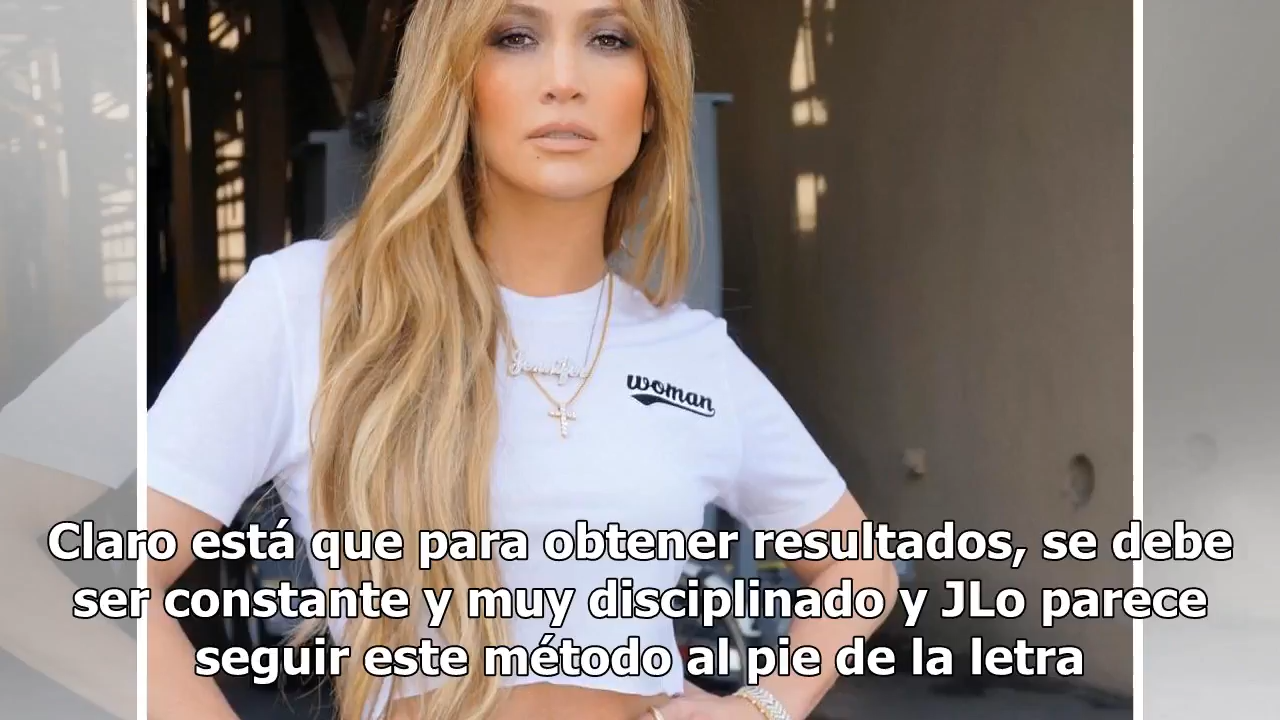 Jennifer
woman
Claro está que para obtener resultados, se debe
ser constante y muy disciplinado y JLo parece
seguir este método al pie de la letra